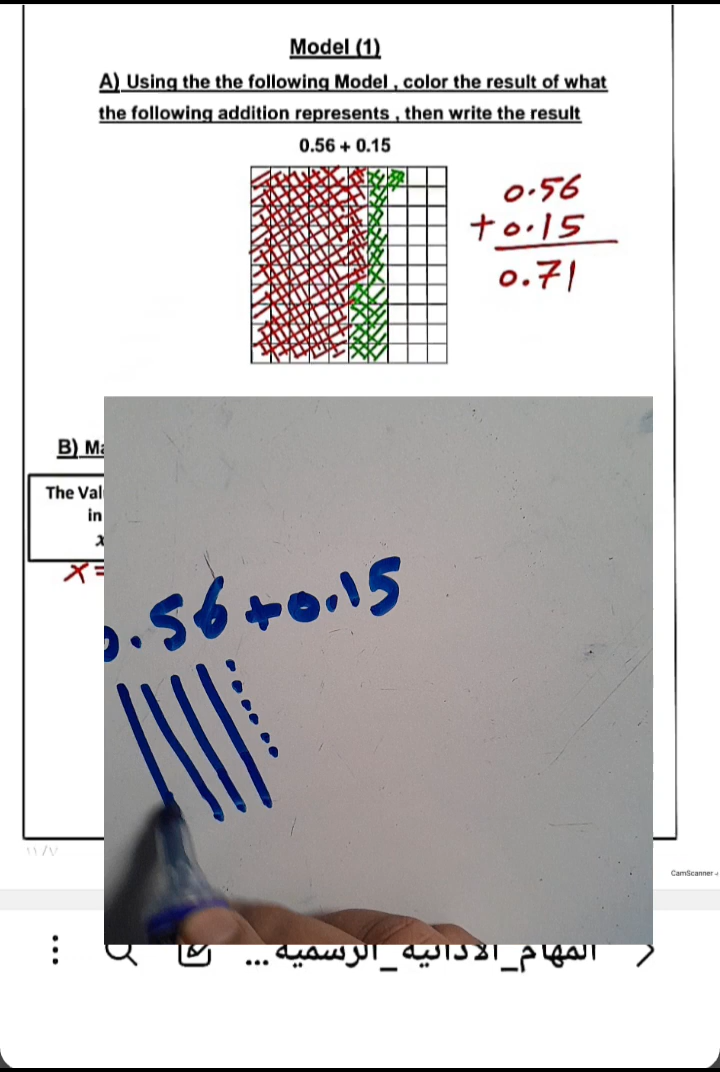 Model (1)
A) Using the the following Model , color the result of what
the following addition represents , then write the result
0.56 + 0.15
0.56
+ 0.15
0.71
B)
The
in
x=
.56+0.15
CamScanner
... المهام_الأدائية_الرسمية